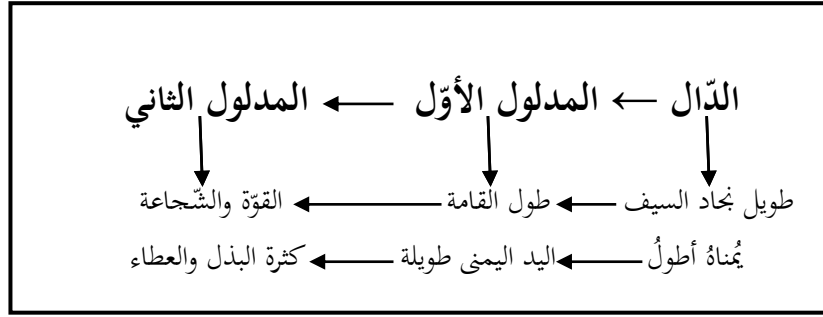 الدّال ← المدلول الأوّل ← المدلول الثاني
طويل نجاد السيف ← طول القامة ← القوّة والشّجاعة
يُمناهُ أطولُ ← اليد اليمنى طويلة ← كثرة البذل والعطاء